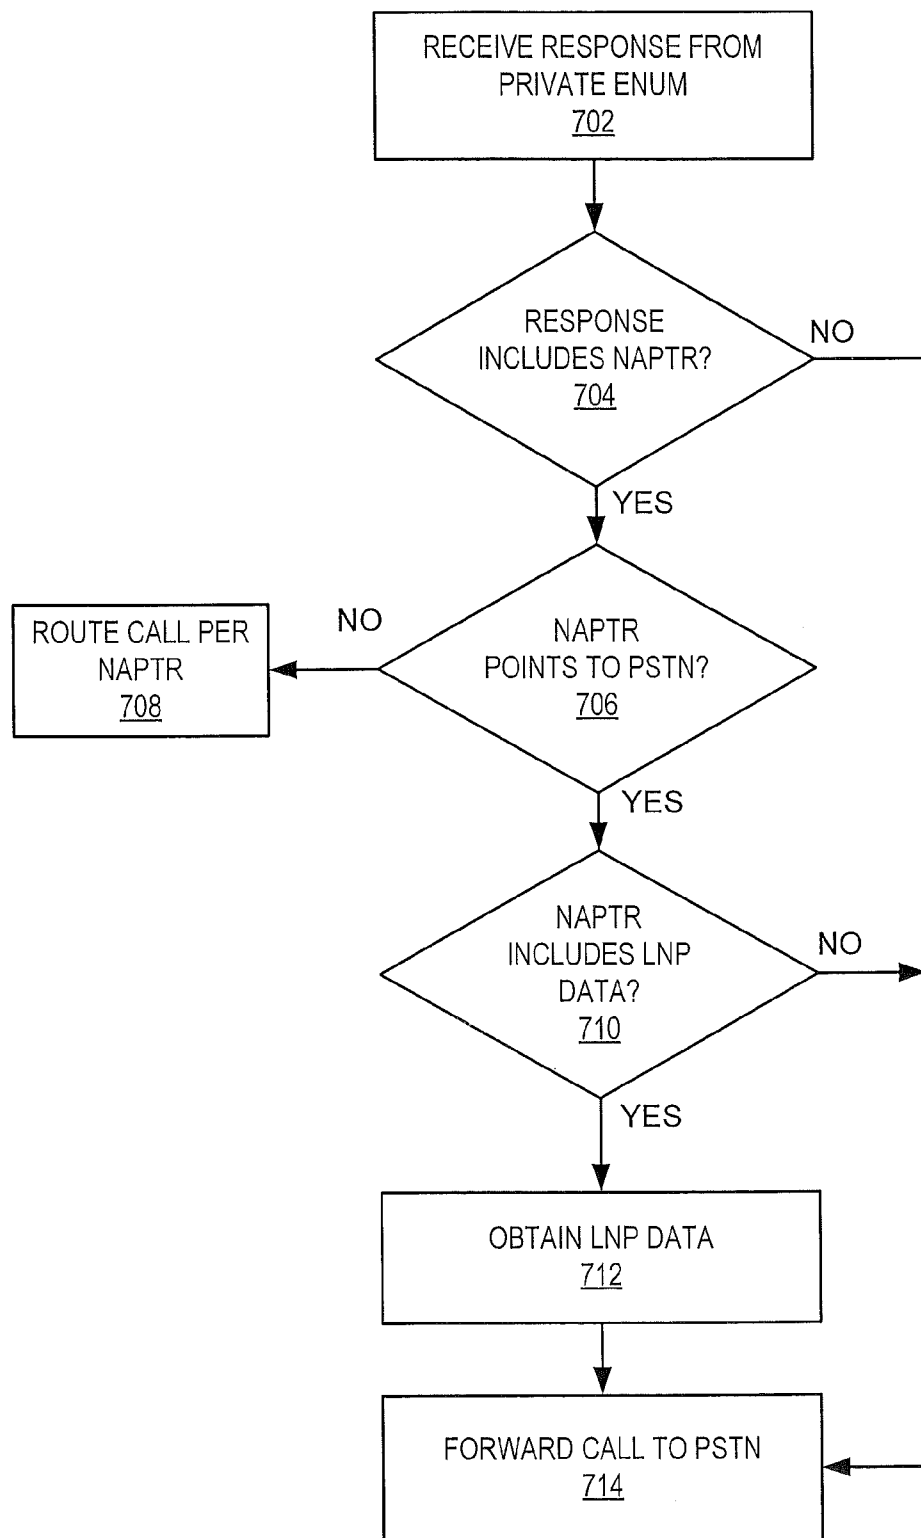 RECEIVE RESPONSE FROM
PRIVATE ENUM
702
RESPONSE
INCLUDES NAPTR?
704
NO
YES
NAPTR
POINTS TO PSTN?
706
NO
ROUTE CALL PER
NAPTR
708
YES
NAPTR
INCLUDES LNP
DATA?
710
NO
YES
OBTAIN LNP DATA
712
FORWARD CALL TO PSTN
714